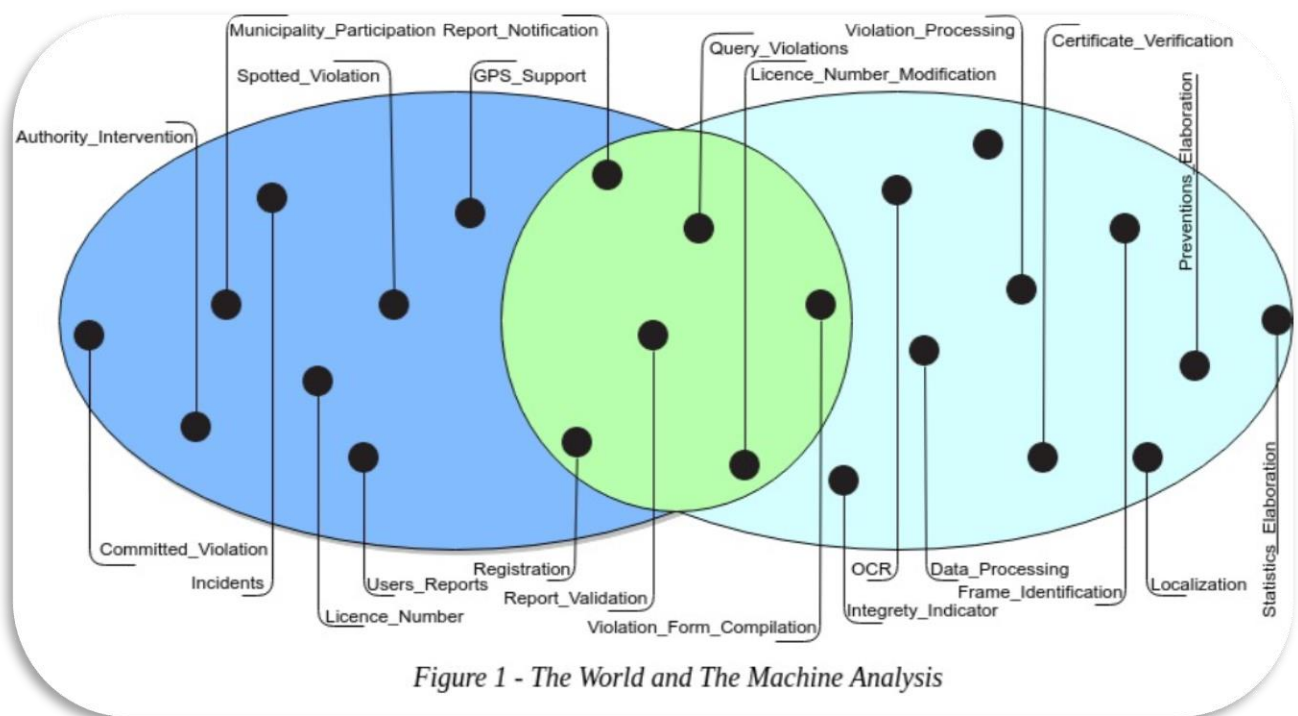 Municipality_Participation
Report_Notification
Violation_Processing
Certificate_Verification
Query_Violations
Spotted_Violation
GPS_Support
Licence_Number_Modification
Preventions_Elaboration
Authority_Intervention
Committed_Violation
Incidents
Users_Reports
Licence_Number
Registration
Report_Validation
Violation_Form_Compilation
OCR
Data_Processing
Frame_Identification
Localization
Integrety_Indicator
Statistics_Elaboration
Figure 1 - The World and The Machine Analysis